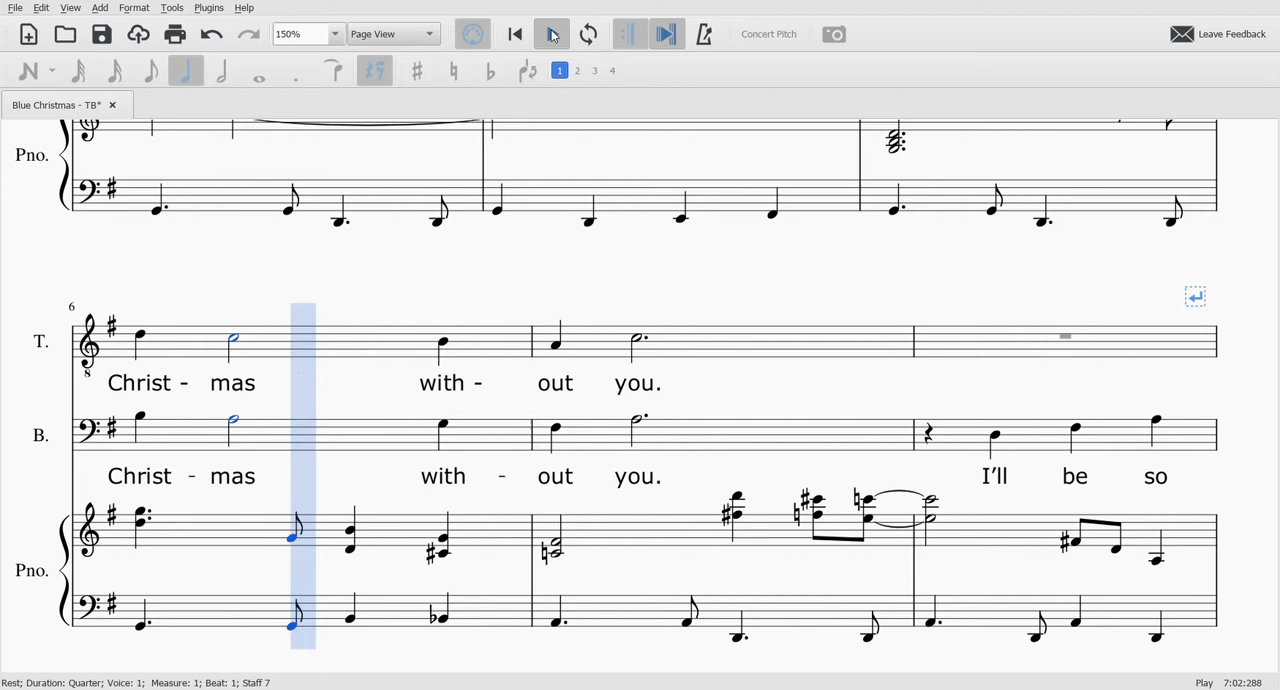 File Edit View Add Format Tools Plugins Help
150% Page View Concert Pitch Leave Feedback
1 2 3 4
Blue Christmas - TB*
Pno.
6
T.
8
Christ - mas with - out you.
B.
Christ - mas with - out you. I'll be so
Pno.
Rest; Duration: Quarter; Voice: 1; Measure: 1; Beat: 1; Staff 7 Play 7:02:288